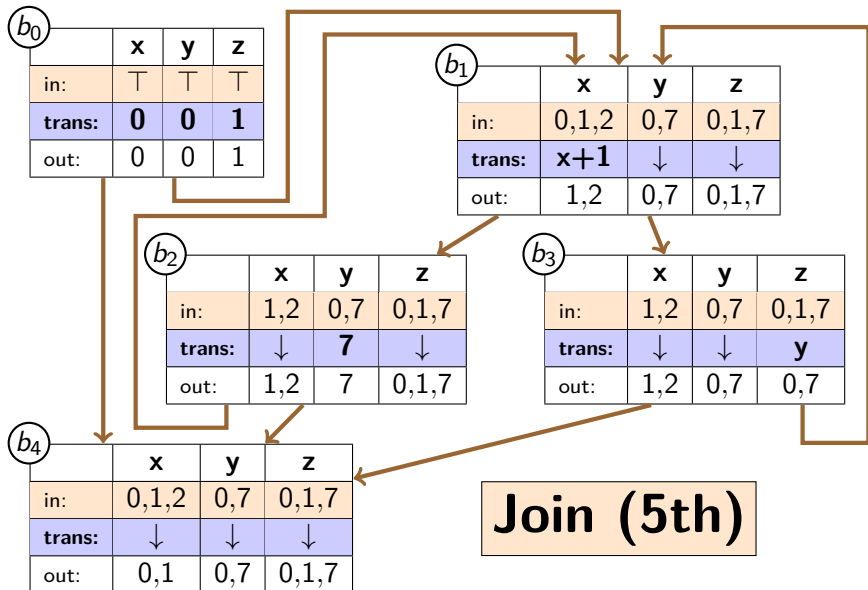 b0
x y z
in: ⊤ ⊤ ⊤
trans: 0 0 1
out: 0 0 1
b1
x y z
in: 0,1,2 0,7 0,1,7
trans: x+1 ↓ ↓
out: 1,2 0,7 0,1,7
b2
x y z
in: 1,2 0,7 0,1,7
trans: ↓ 7 ↓
out: 1,2 7 0,1,7
b3
x y z
in: 1,2 0,7 0,1,7
trans: ↓ ↓ y
out: 1,2 0,7 0,7
b4
x y z
in: 0,1,2 0,7 0,1,7
trans: ↓ ↓ ↓
out: 0,1 0,7 0,1,7
Join (5th)